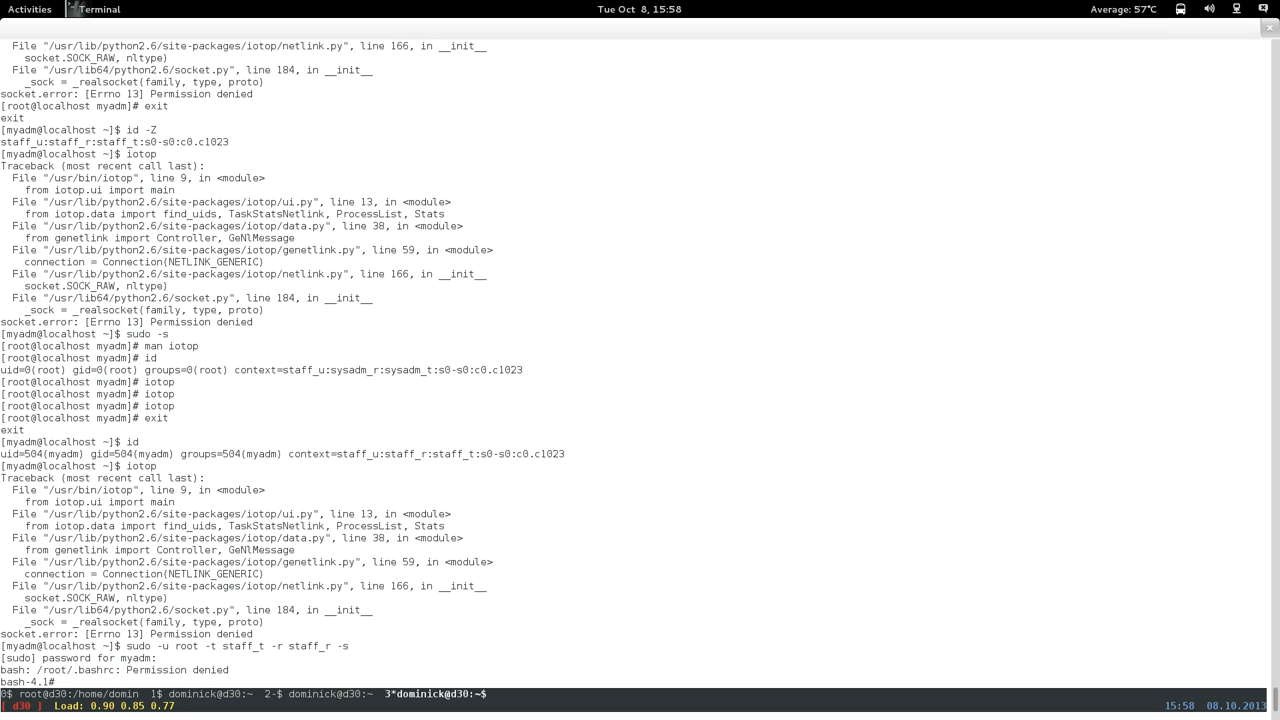 Activities Terminal Tue Oct 8, 15:58 Average: 57°C
  File "/usr/lib/python2.6/site-packages/iotop/netlink.py", line 166, in __init__
    socket.SOCK_RAW, nltype)
  File "/usr/lib64/python2.6/socket.py", line 184, in __init__
    _sock = _realsocket(family, type, proto)
socket.error: [Errno 13] Permission denied
[root@localhost myadm]# exit
exit
[myadm@localhost ~]$ id -Z
staff_u:staff_r:staff_t:s0-s0:c0.c1023
[myadm@localhost ~]$ iotop
Traceback (most recent call last):
  File "/usr/bin/iotop", line 9, in <module>
    from iotop.ui import main
  File "/usr/lib/python2.6/site-packages/iotop/ui.py", line 13, in <module>
    from iotop.data import find_uids, TaskStatsNetlink, ProcessList, Stats
  File "/usr/lib/python2.6/site-packages/iotop/data.py", line 38, in <module>
    from genetlink import Controller, GeNlMessage
  File "/usr/lib/python2.6/site-packages/iotop/genetlink.py", line 59, in <module>
    connection = Connection(NETLINK_GENERIC)
  File "/usr/lib/python2.6/site-packages/iotop/netlink.py", line 166, in __init__
    socket.SOCK_RAW, nltype)
  File "/usr/lib64/python2.6/socket.py", line 184, in __init__
    _sock = _realsocket(family, type, proto)
socket.error: [Errno 13] Permission denied
[myadm@localhost ~]$ sudo -s
[root@localhost myadm]# man iotop
[root@localhost myadm]# id
uid=0(root) gid=0(root) groups=0(root) context=staff_u:sysadm_r:sysadm_t:s0-s0:c0.c1023
[root@localhost myadm]# iotop
[root@localhost myadm]# iotop
[root@localhost myadm]# iotop
[root@localhost myadm]# exit
exit
[myadm@localhost ~]$ id
uid=504(myadm) gid=504(myadm) groups=504(myadm) context=staff_u:staff_r:staff_t:s0-s0:c0.c1023
[myadm@localhost ~]$ iotop
Traceback (most recent call last):
  File "/usr/bin/iotop", line 9, in <module>
    from iotop.ui import main
  File "/usr/lib/python2.6/site-packages/iotop/ui.py", line 13, in <module>
    from iotop.data import find_uids, TaskStatsNetlink, ProcessList, Stats
  File "/usr/lib/python2.6/site-packages/iotop/data.py", line 38, in <module>
    from genetlink import Controller, GeNlMessage
  File "/usr/lib/python2.6/site-packages/iotop/genetlink.py", line 59, in <module>
    connection = Connection(NETLINK_GENERIC)
  File "/usr/lib/python2.6/site-packages/iotop/netlink.py", line 166, in __init__
    socket.SOCK_RAW, nltype)
  File "/usr/lib64/python2.6/socket.py", line 184, in __init__
    _sock = _realsocket(family, type, proto)
socket.error: [Errno 13] Permission denied
[myadm@localhost ~]$ sudo -u root -t staff_t -r staff_r -s
[sudo] password for myadm:
bash: /root/.bashrc: Permission denied
bash-4.1#
0$ root@d30:/home/domin  1$ dominick@d30:~  2-$ dominick@d30:~  3*dominick@d30:~$
[ d30 ]  Load: 0.90 0.85 0.77 15:58  08.10.2013